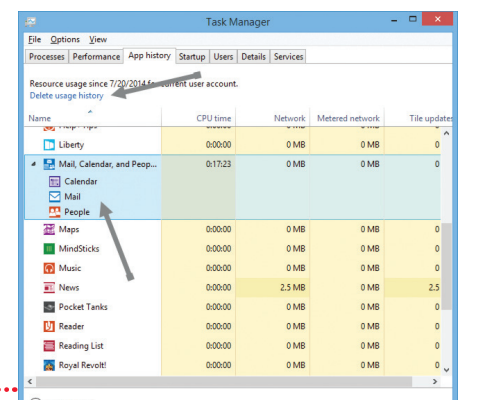 Task Manager
File Options View
Processes Performance App history Startup Users Details Services
Resource usage since 7/20/2014 for current user account.
Delete usage history
Name CPU time Network Metered network Tile updates
Liberty 0:00:00 0 MB 0 MB 0
Mail, Calendar, and Peop... 0:17:23 0 MB 0 MB 0
Calendar
Mail
People
Maps 0:00:00 0 MB 0 MB 0
MindSticks 0:00:00 0 MB 0 MB 0
Music 0:00:00 0 MB 0 MB 0
News 0:00:00 2.5 MB 0 MB 2.5
Pocket Tanks 0:00:00 0 MB 0 MB 0
Reader 0:00:00 0 MB 0 MB 0
Reading List 0:00:00 0 MB 0 MB 0
Royal Revolt! 0:00:00 0 MB 0 MB 0